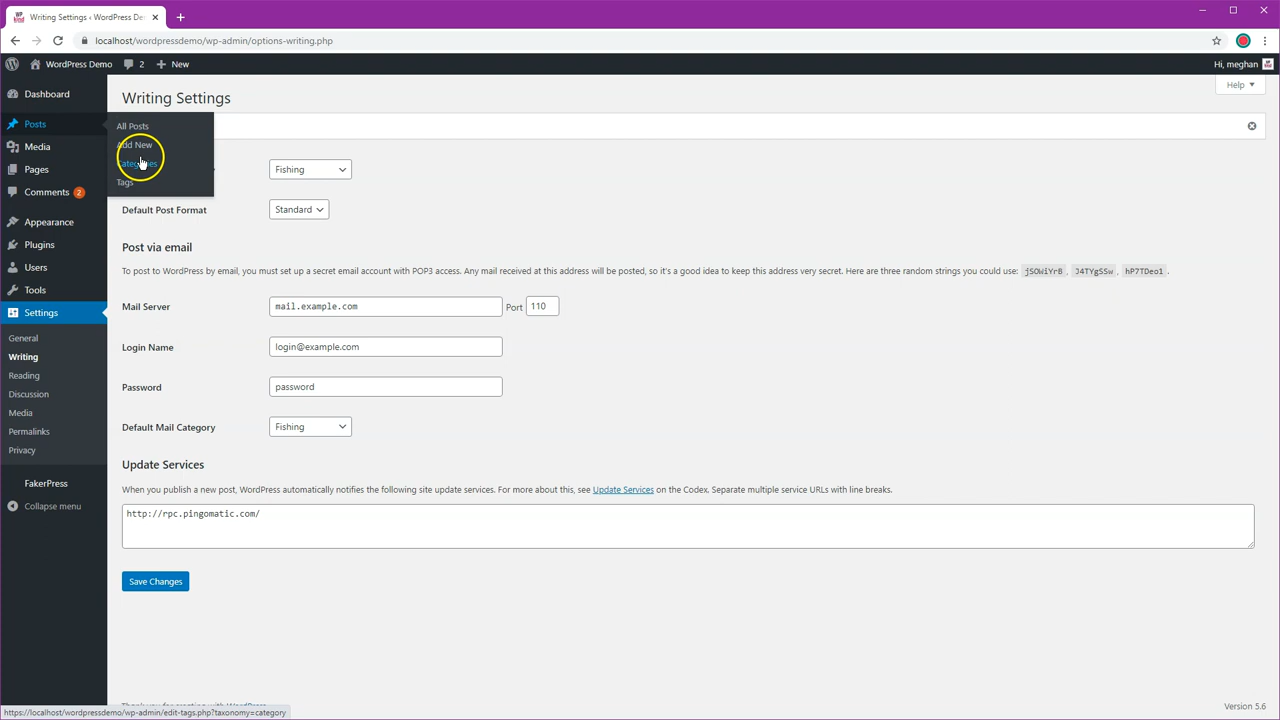 Writing Settings ‹ WordPress De
localhost/wordpressdemo/wp-admin/options-writing.php
WordPress Demo
2
New
Hi, meghan
Help
Dashboard
Posts
Media
Pages
Comments 2
Appearance
Plugins
Users
Tools
Settings
General
Writing
Reading
Discussion
Media
Permalinks
Privacy
FakerPress
Collapse menu
All Posts
Add New
Categories
Tags
Writing Settings
Fishing
Default Post Format
Standard
Post via email
To post to WordPress by email, you must set up a secret email account with POP3 access. Any mail received at this address will be posted, so it's a good idea to keep this address very secret. Here are three random strings you could use: jSOWiYrB , J4TYgSSw , hP7TDeo1 .
Mail Server
mail.example.com
Port 110
Login Name
login@example.com
Password
password
Default Mail Category
Fishing
Update Services
When you publish a new post, WordPress automatically notifies the following site update services. For more about this, see Update Services on the Codex. Separate multiple service URLs with line breaks.
http://rpc.pingomatic.com/
Save Changes
Thank you for creating with WordPress
Version 5.6
https://localhost/wordpressdemo/wp-admin/edit-tags.php?taxonomy=category